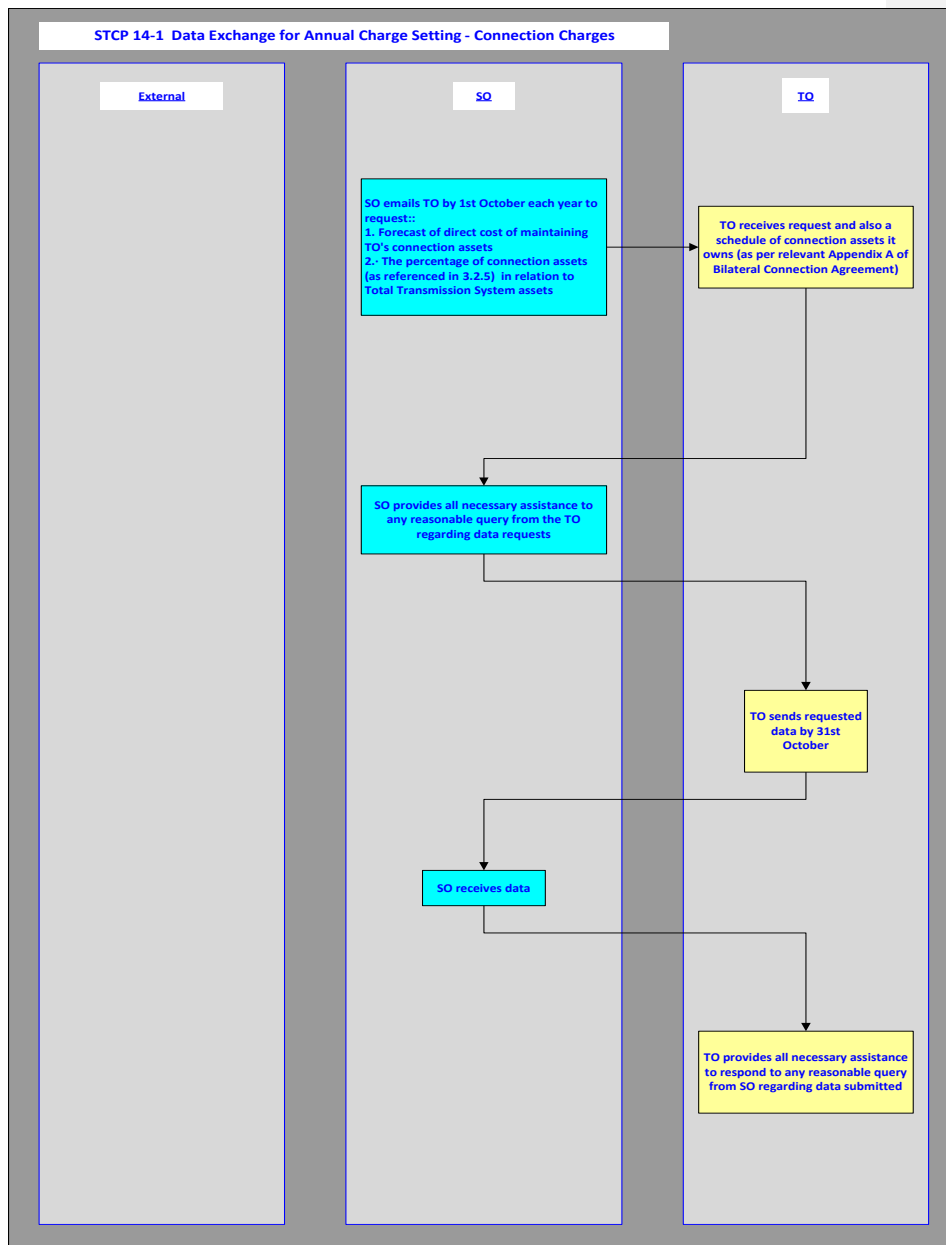 STCP 14-1 Data Exchange for Annual Charge Setting - Connection Charges
External
SO
TO
SO emails TO by 1st October each year to
request::
1. Forecast of direct cost of maintaining
TO's connection assets
2.· The percentage of connection assets
(as referenced in 3.2.5) in relation to
Total Transmission System assets
TO receives request and also a
schedule of connection assets it
owns (as per relevant Appendix A of
Bilateral Connection Agreement)
SO provides all necessary assistance to
any reasonable query from the TO
regarding data requests
TO sends requested
data by 31st
October
SO receives data
TO provides all necessary assistance
to respond to any reasonable query
from SO regarding data submitted